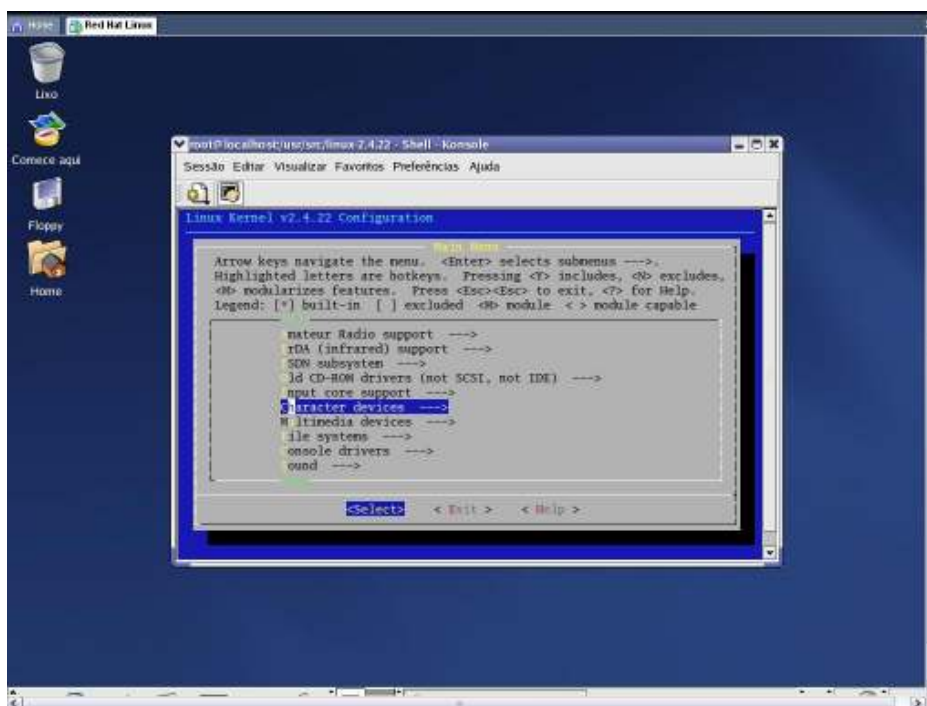 Home Red Hat Linux
Lixo
Comece aqui
Floppy
Home
root@localhost:/usr/src/linux-2.4.22 - Shell - Konsole
Sessão Editar Visualizar Favoritos Preferências Ajuda
Linux Kernel v2.4.22 Configuration
Main Menu
Arrow keys navigate the menu. <Enter> selects submenus --->.
Highlighted letters are hotkeys. Pressing <Y> includes, <N> excludes,
<M> modularizes features. Press <Esc><Esc> to exit, <?> for Help.
Legend: [*] built-in [ ] excluded <M> module < > module capable
mateur Radio support --->
rDA (infrared) support --->
SDN subsystem --->
ld CD-ROM drivers (not SCSI, not IDE) --->
nput core support --->
Character devices --->
M ltimedia devices --->
ile systems --->
onsole drivers --->
ound --->
<Select> < Exit > < Help >